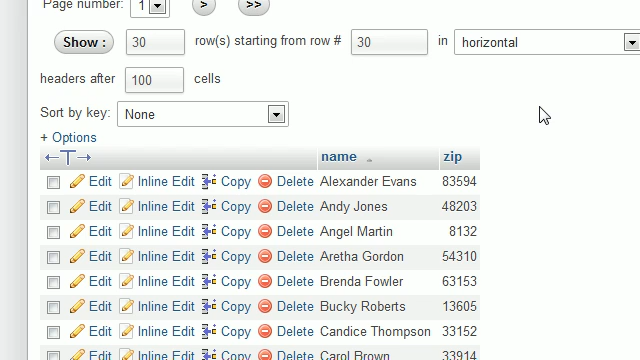 Page number: 1 > >>
Show : 30 row(s) starting from row # 30 in horizontal
headers after 100 cells
Sort by key: None
+ Options
←T→ name zip
Edit Inline Edit Copy Delete Alexander Evans 83594
Edit Inline Edit Copy Delete Andy Jones 48203
Edit Inline Edit Copy Delete Angel Martin 8132
Edit Inline Edit Copy Delete Aretha Gordon 54310
Edit Inline Edit Copy Delete Brenda Fowler 63153
Edit Inline Edit Copy Delete Bucky Roberts 13605
Edit Inline Edit Copy Delete Candice Thompson 33152
Edit Inline Edit Copy Delete Carol Brown 33914